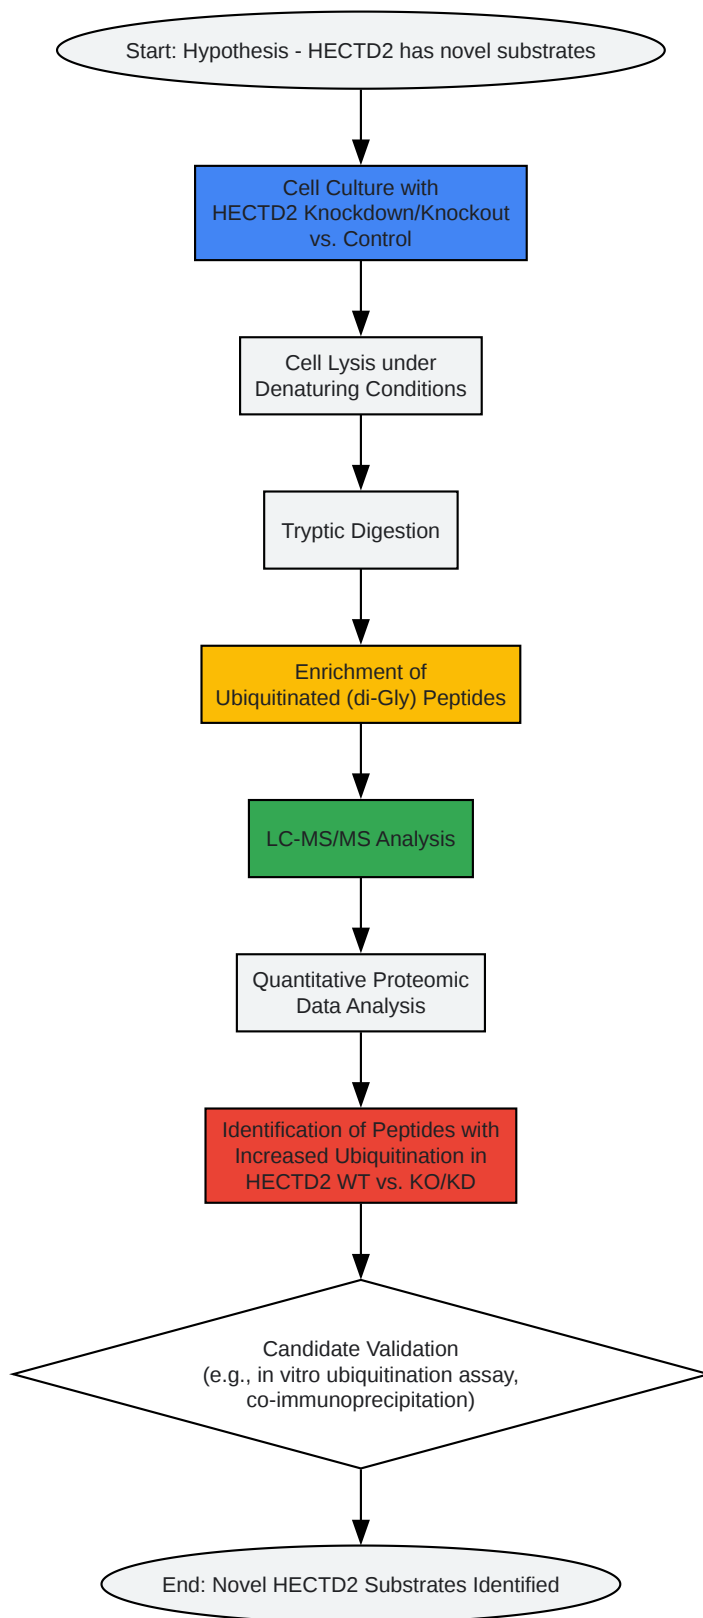 Start: Hypothesis - HECTD2 has novel substrates
Cell Culture with
HECTD2 Knockdown/Knockout
vs. Control
Cell Lysis under
Denaturing Conditions
Tryptic Digestion
Enrichment of
Ubiquitinated (di-Gly) Peptides
LC-MS/MS Analysis
Quantitative Proteomic
Data Analysis
Identification of Peptides with
Increased Ubiquitination in
HECTD2 WT vs. KO/KD
Candidate Validation
(e.g., in vitro ubiquitination assay,
co-immunoprecipitation)
End: Novel HECTD2 Substrates Identified